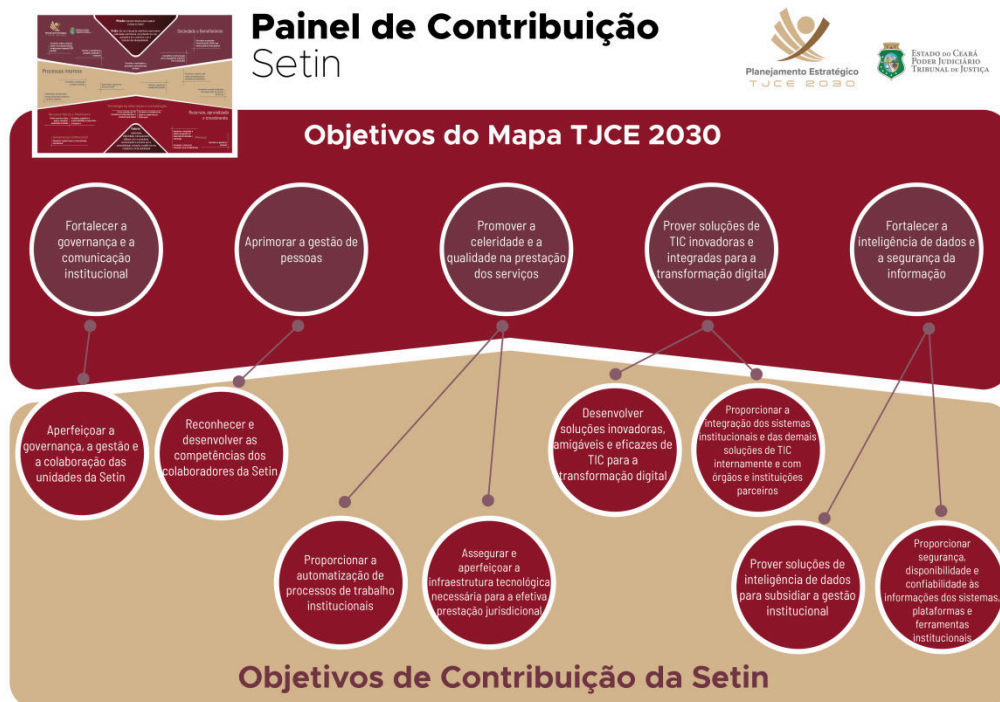 Painel de Contribuição
Setin
Planejamento Estratégico
TJCE 2030
ESTADO DO CEARÁ
PODER JUDICIÁRIO
TRIBUNAL DE JUSTIÇA
Sociedade e Beneficiários
Processos Internos
Objetivos do Mapa TJCE 2030
Fortalecer a
governança e a
comunicação
institucional
Aprimorar a gestão de
pessoas
Promover a
celeridade e a
qualidade na prestação
dos serviços
Prover soluções de
TIC inovadoras e
integradas para a
transformação digital
Fortalecer a
inteligência de dados e
a segurança da
informação
Aperfeiçoar a
governança, a gestão e
a colaboração das
unidades da Setin
Reconhecer e
desenvolver as
competências dos
colaboradores da Setin
Desenvolver
soluções inovadoras,
amigáveis e eficazes de
TIC para a
transformação digital
Proporcionar a
integração dos sistemas
institucionais e das demais
soluções de TIC
internamente e com
órgãos e instituições
parceiros
Proporcionar a
automatização de
processos de trabalho
institucionais
Assegurar e
aperfeiçoar a
infraestrutura tecnológica
necessária para a efetiva
prestação jurisdicional
Prover soluções de
inteligência de dados
para subsidiar a gestão
institucional
Proporcionar
segurança,
disponibilidade e
confiabilidade às
informações dos sistemas,
plataformas e
ferramentas
institucionais
Objetivos de Contribuição da Setin